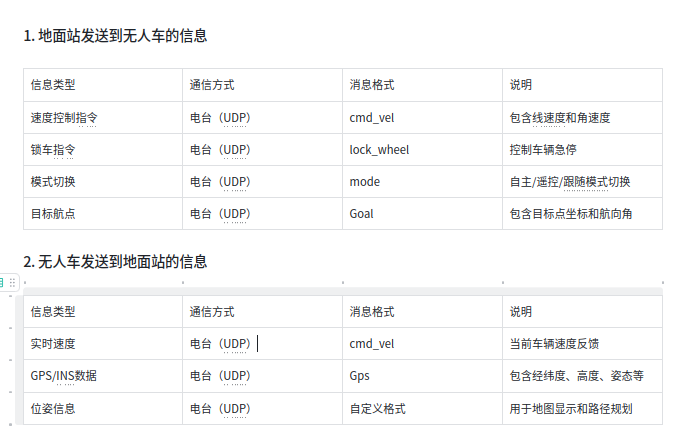 1. 地面站发送到无人车的信息
信息类型 通信方式 消息格式 说明
速度控制指令 电台（UDP） cmd_vel 包含线速度和角速度
锁车指令 电台（UDP） lock_wheel 控制车辆急停
模式切换 电台（UDP） mode 自主/遥控/跟随模式切换
目标航点 电台（UDP） Goal 包含目标点坐标和航向角
2. 无人车发送到地面站的信息
信息类型 通信方式 消息格式 说明
实时速度 电台（UDP） cmd_vel 当前车辆速度反馈
GPS/INS数据 电台（UDP） Gps 包含经纬度、高度、姿态等
位姿信息 电台（UDP） 自定义格式 用于地图显示和路径规划